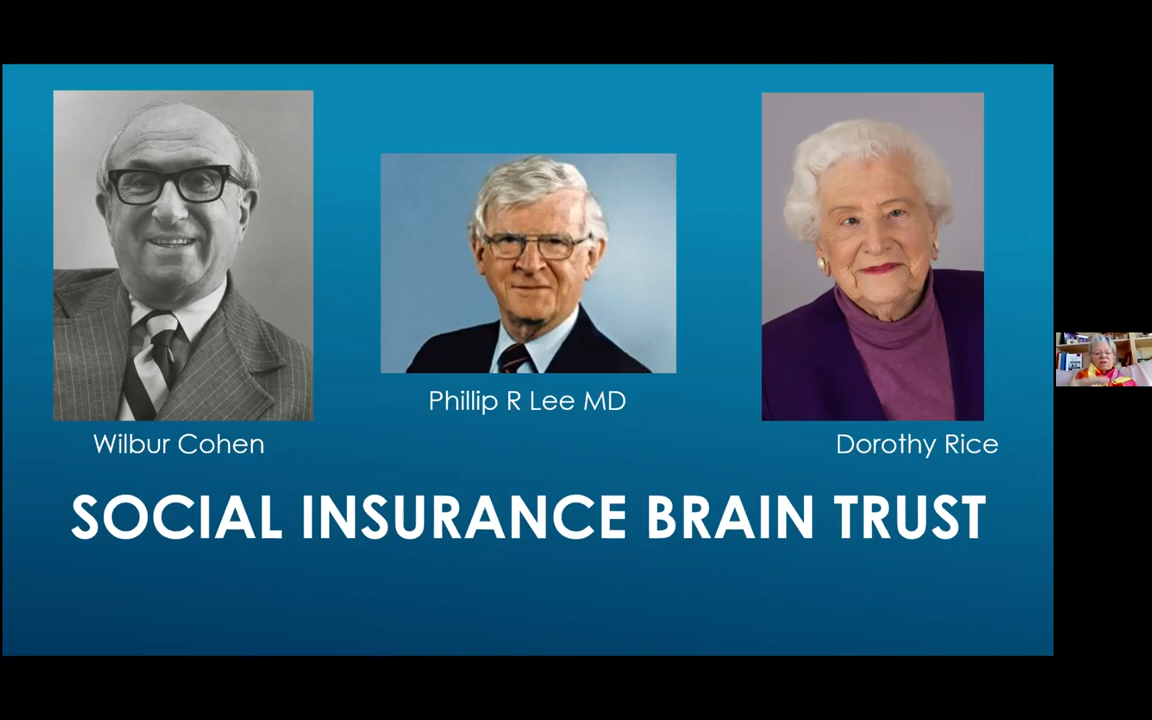 Phillip R Lee MD
Wilbur Cohen
Dorothy Rice
SOCIAL INSURANCE BRAIN TRUST